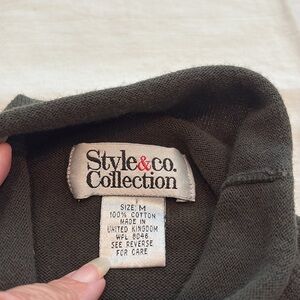 Style&co.
Collection
SIZE: M
100% COTTON
MADE IN
UNITED KINGDOM
WPL 8046
SEE REVERSE
FOR CARE